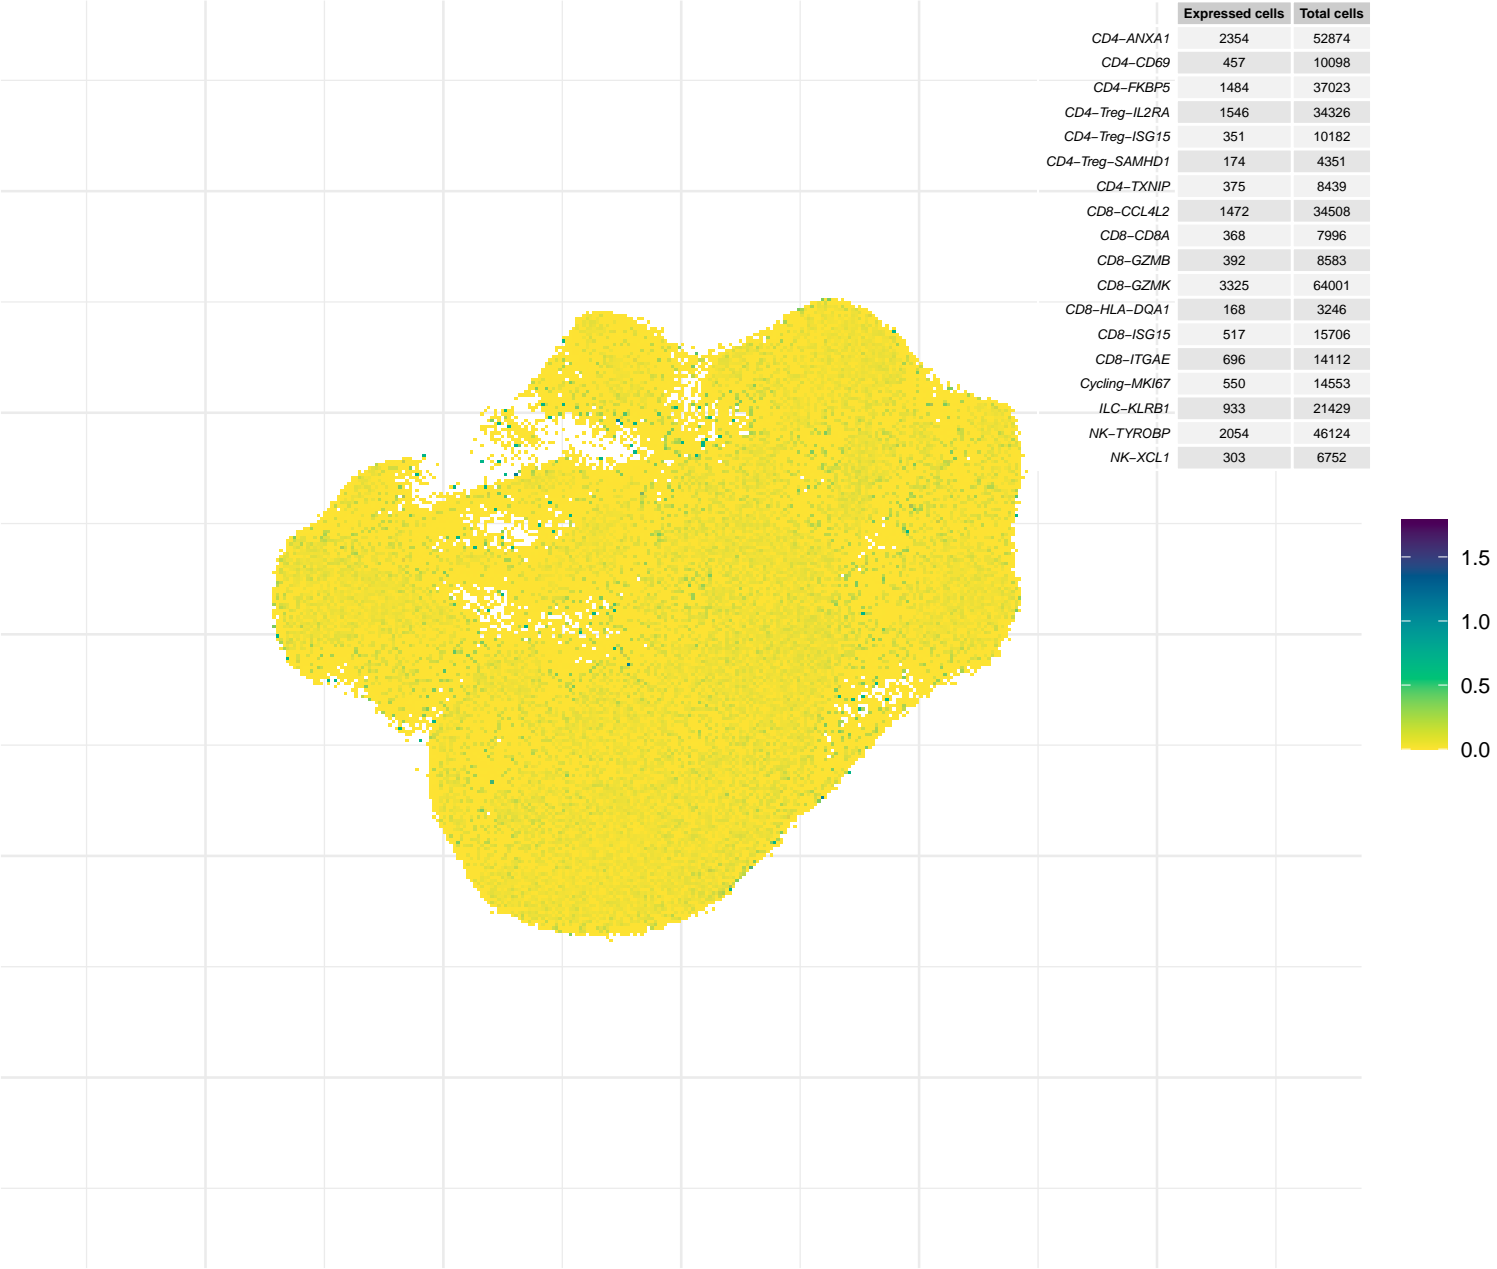 Expressed cells Total cells
CD4−ANXA1 2354 52874
CD4−CD69 457 10098
CD4−FKBP5 1484 37023
CD4−Treg−IL2RA 1546 34326
CD4−Treg−ISG15 351 10182
CD4−Treg−SAMHD1 174 4351
CD4−TXNIP 375 8439
CD8−CCL4L2 1472 34508
CD8−CD8A 368 7996
CD8−GZMB 392 8583
CD8−GZMK 3325 64001
CD8−HLA−DQA1 168 3246
CD8−ISG15 517 15706
CD8−ITGAE 696 14112
Cycling−MKI67 550 14553
ILC−KLRB1 933 21429
NK−TYROBP 2054 46124
NK−XCL1 303 6752
1.5
1.0
0.5
0.0